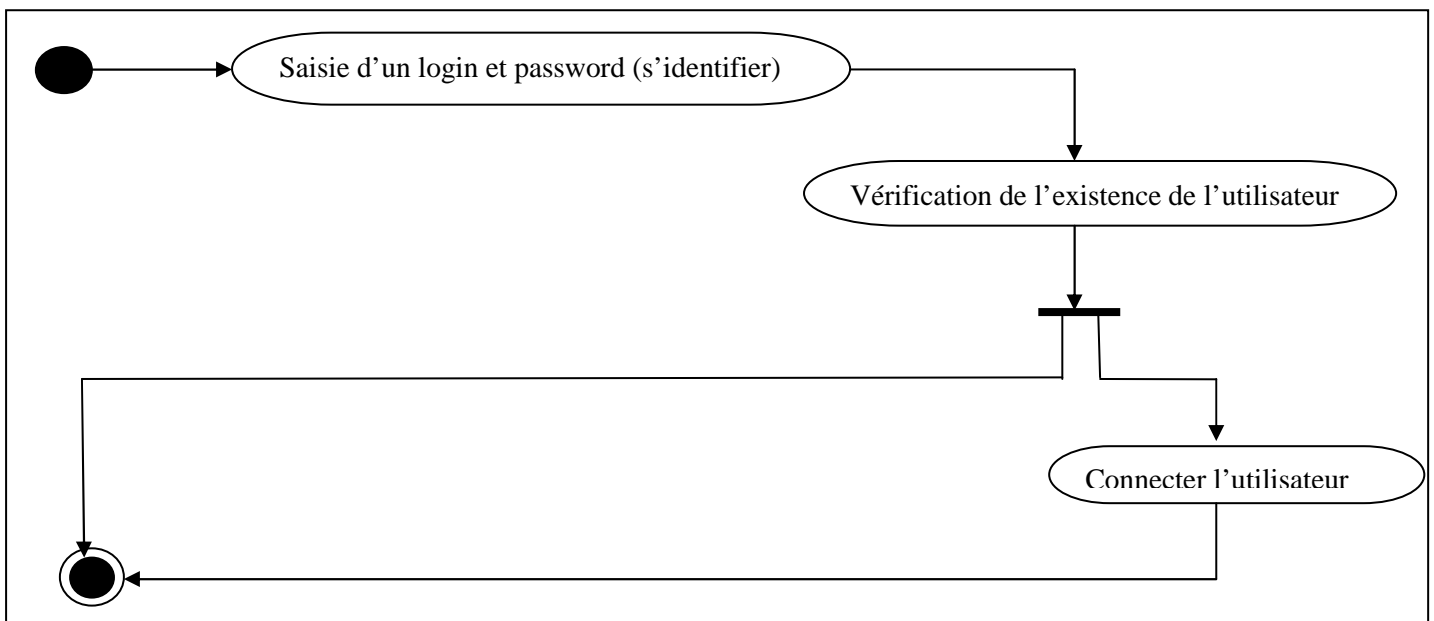 Saisie d’un login et password (s’identifier)
Vérification de l’existence de l’utilisateur
Connecter l’utilisateur